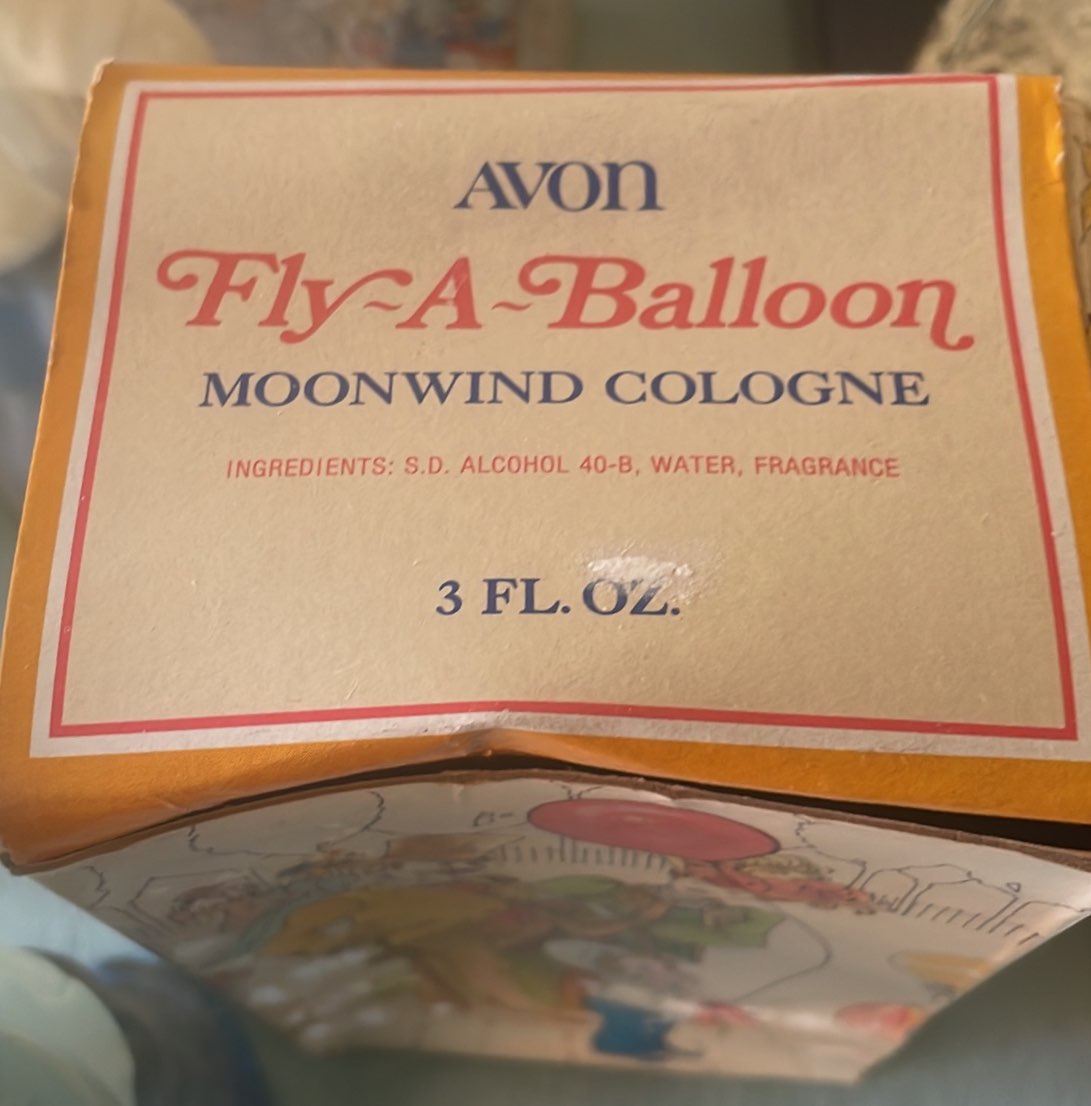 AVON
Fly~A~Balloon
MOONWIND COLOGNE
INGREDIENTS: S.D. ALCOHOL 40-B, WATER, FRAGRANCE
3 FL. OZ.